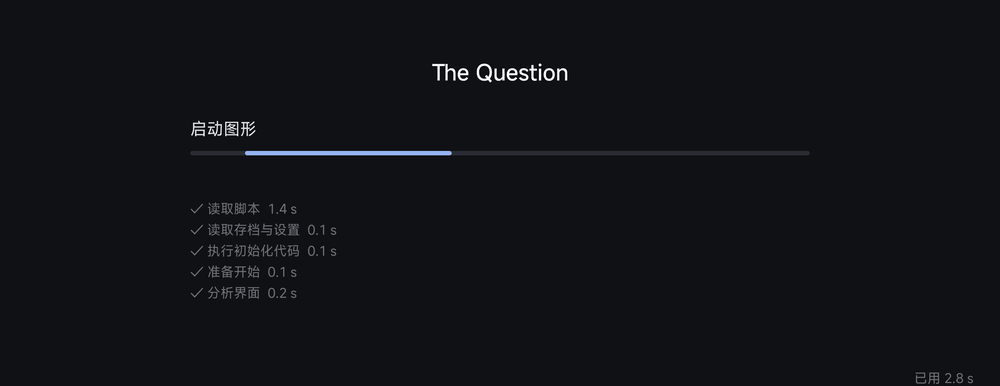 The Question
启动图形
✓ 读取脚本 1.4 s
✓ 读取存档与设置 0.1 s
✓ 执行初始化代码 0.1 s
✓ 准备开始 0.1 s
✓ 分析界面 0.2 s
已用 2.8 s